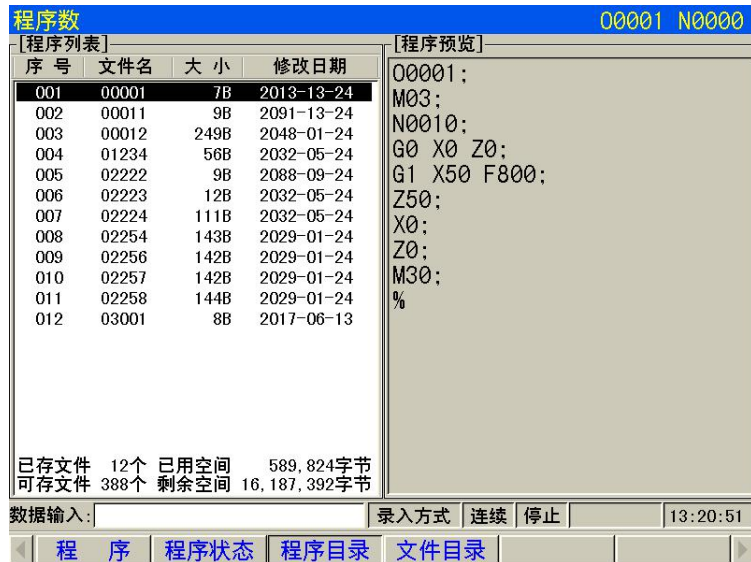 程序数 O0001 N0000
[程序列表]
序 号 文件名 大 小 修改日期
001 O0001 7B 2013-13-24
002 O0011 9B 2091-13-24
003 O0012 249B 2048-01-24
004 O1234 56B 2032-05-24
005 O2222 9B 2088-09-24
006 O2223 12B 2032-05-24
007 O2224 111B 2032-05-24
008 O2254 143B 2029-01-24
009 O2256 142B 2029-01-24
010 O2257 142B 2029-01-24
011 O2258 144B 2029-01-24
012 O3001 8B 2017-06-13
已存文件 12个 已用空间 589,824字节
可存文件 388个 剩余空间 16,187,392字节
[程序预览]
O0001;
M03;
N0010;
G0 X0 Z0;
G1 X50 F800;
Z50;
X0;
Z0;
M30;
%
数据输入: 录入方式 连续 停止 13:20:51
程 序 程序状态 程序目录 文件目录